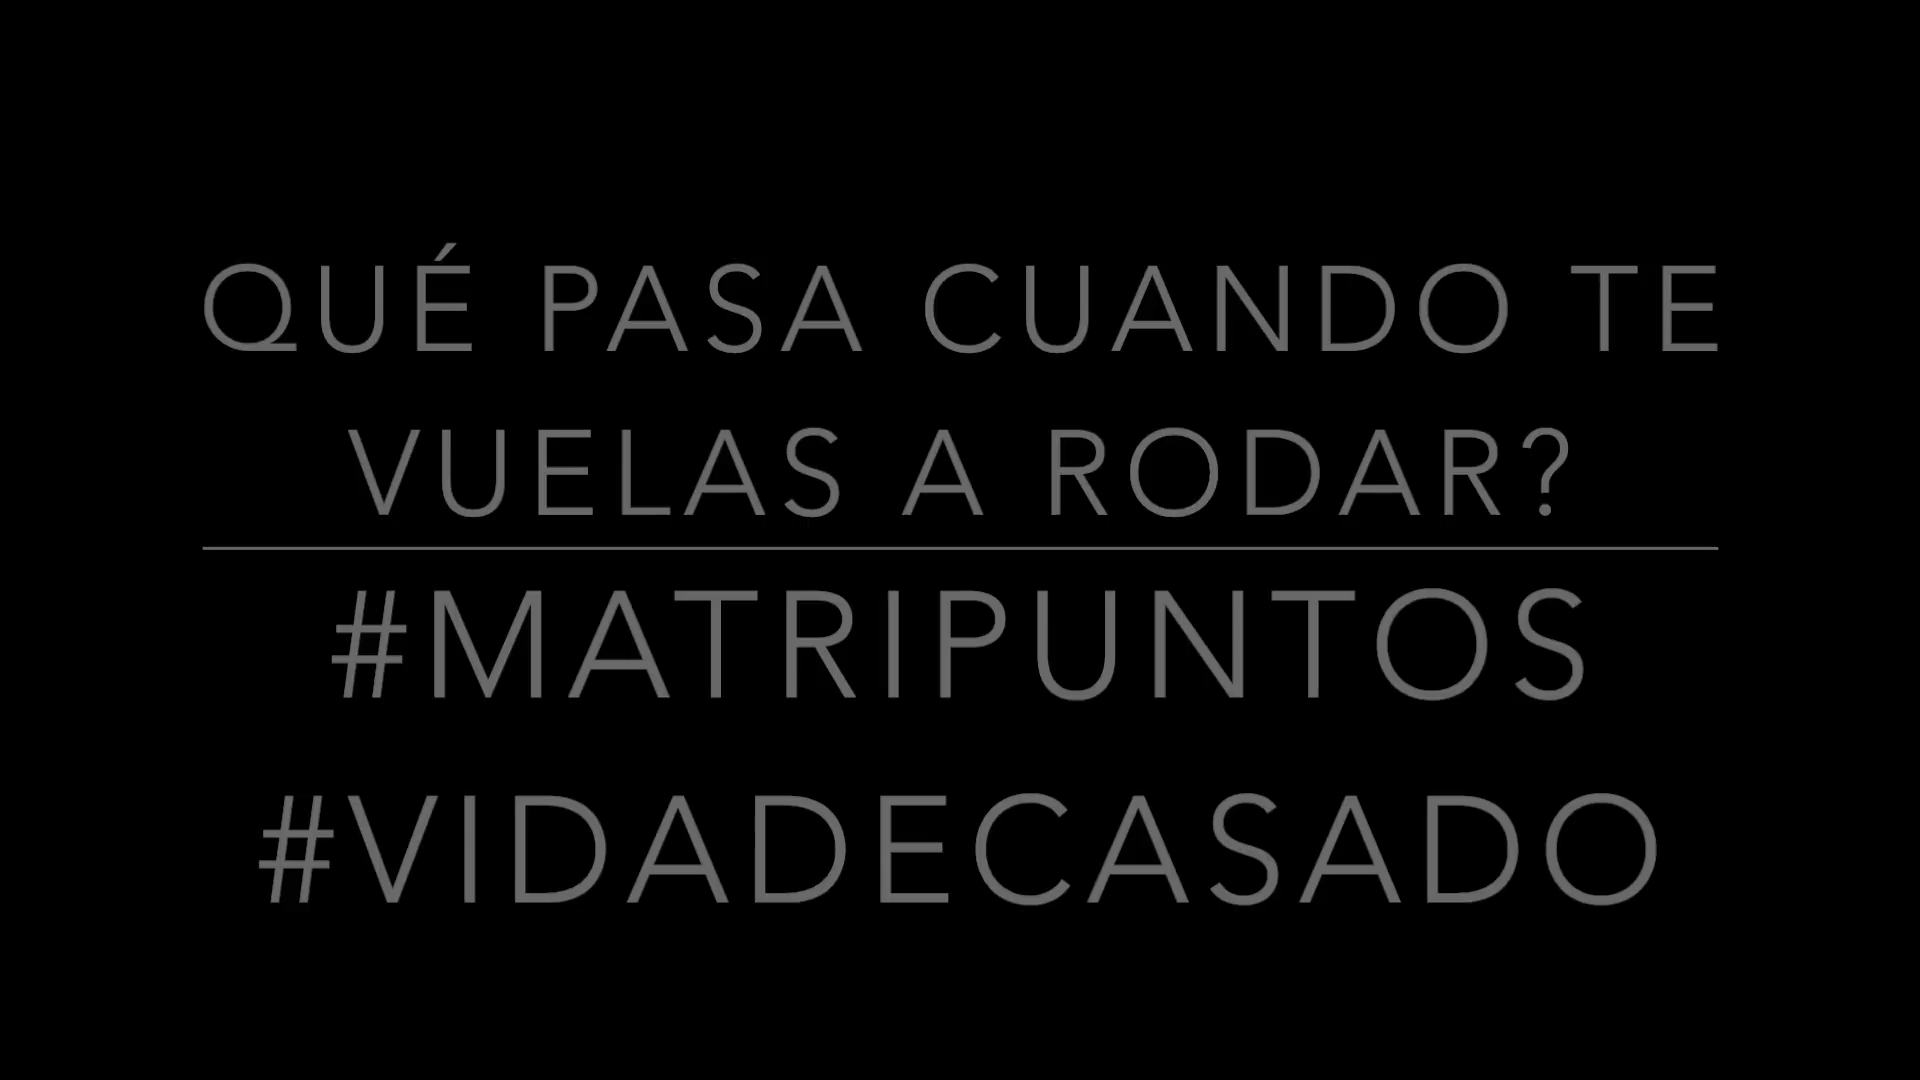 QUÉ PASA CUANDO TE
VUELAS A RODAR?
#MATRIPUNTOS
#VIDADECASADO